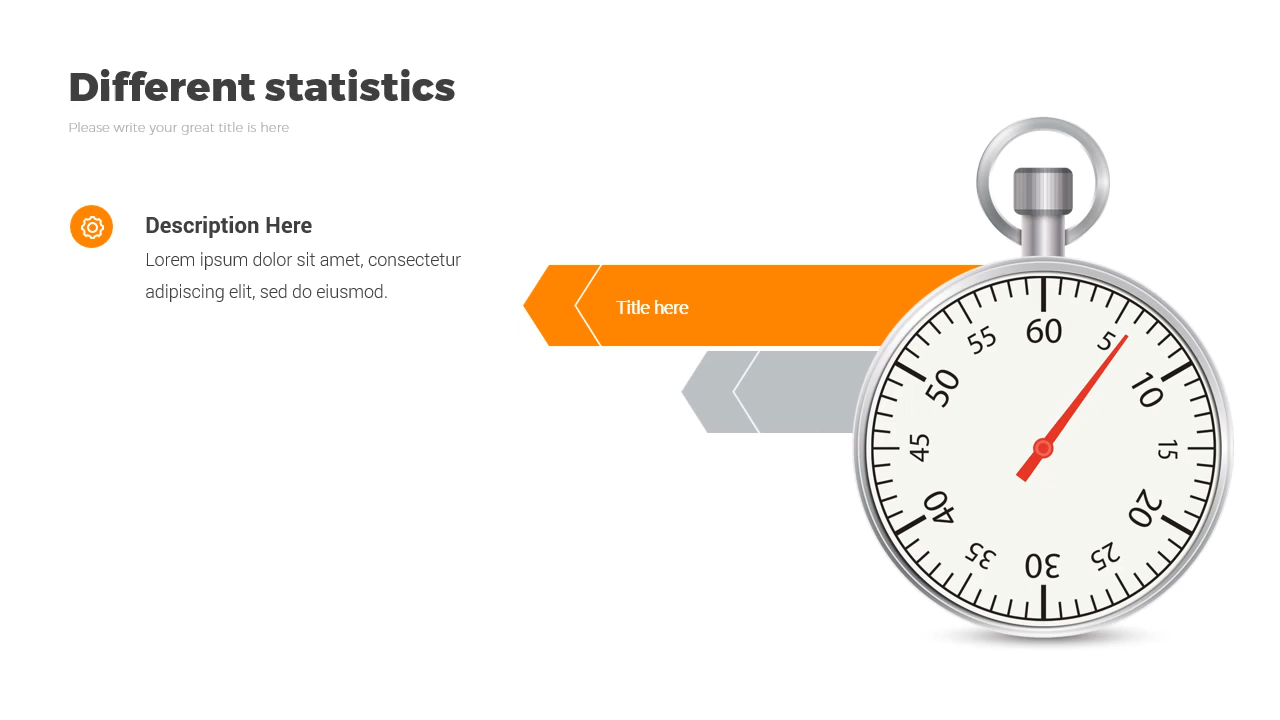 Different statistics
Please write your great title is here
Description Here
Lorem ipsum dolor sit amet, consectetur
adipiscing elit, sed do eiusmod.
Title here
60
5
10
15
20
25
30
35
40
45
50
55